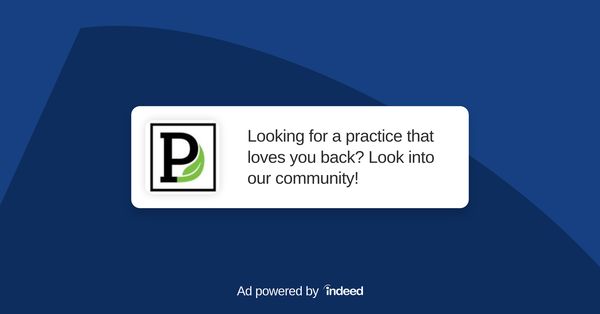 P
Looking for a practice that
loves you back? Look into
our community!
Ad powered by indeed